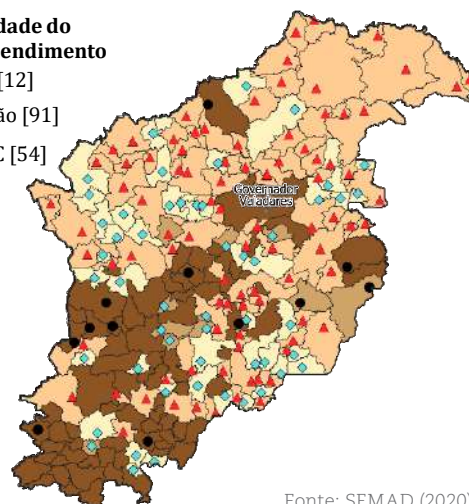 dade do
endimento
[12]
ão [91]
C [54]
Governador
Valadares
Fonte: SEMAD (2020)